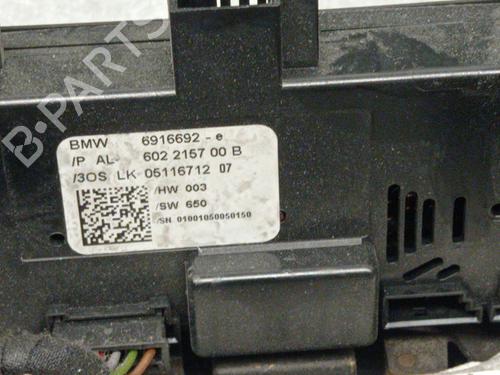 B-PARTS
BMW 6916692-e
/P AL- 602 2157 00 B
/3OS LK 05116712 07
/HW 003
/SW 650
/SN 01001050050150